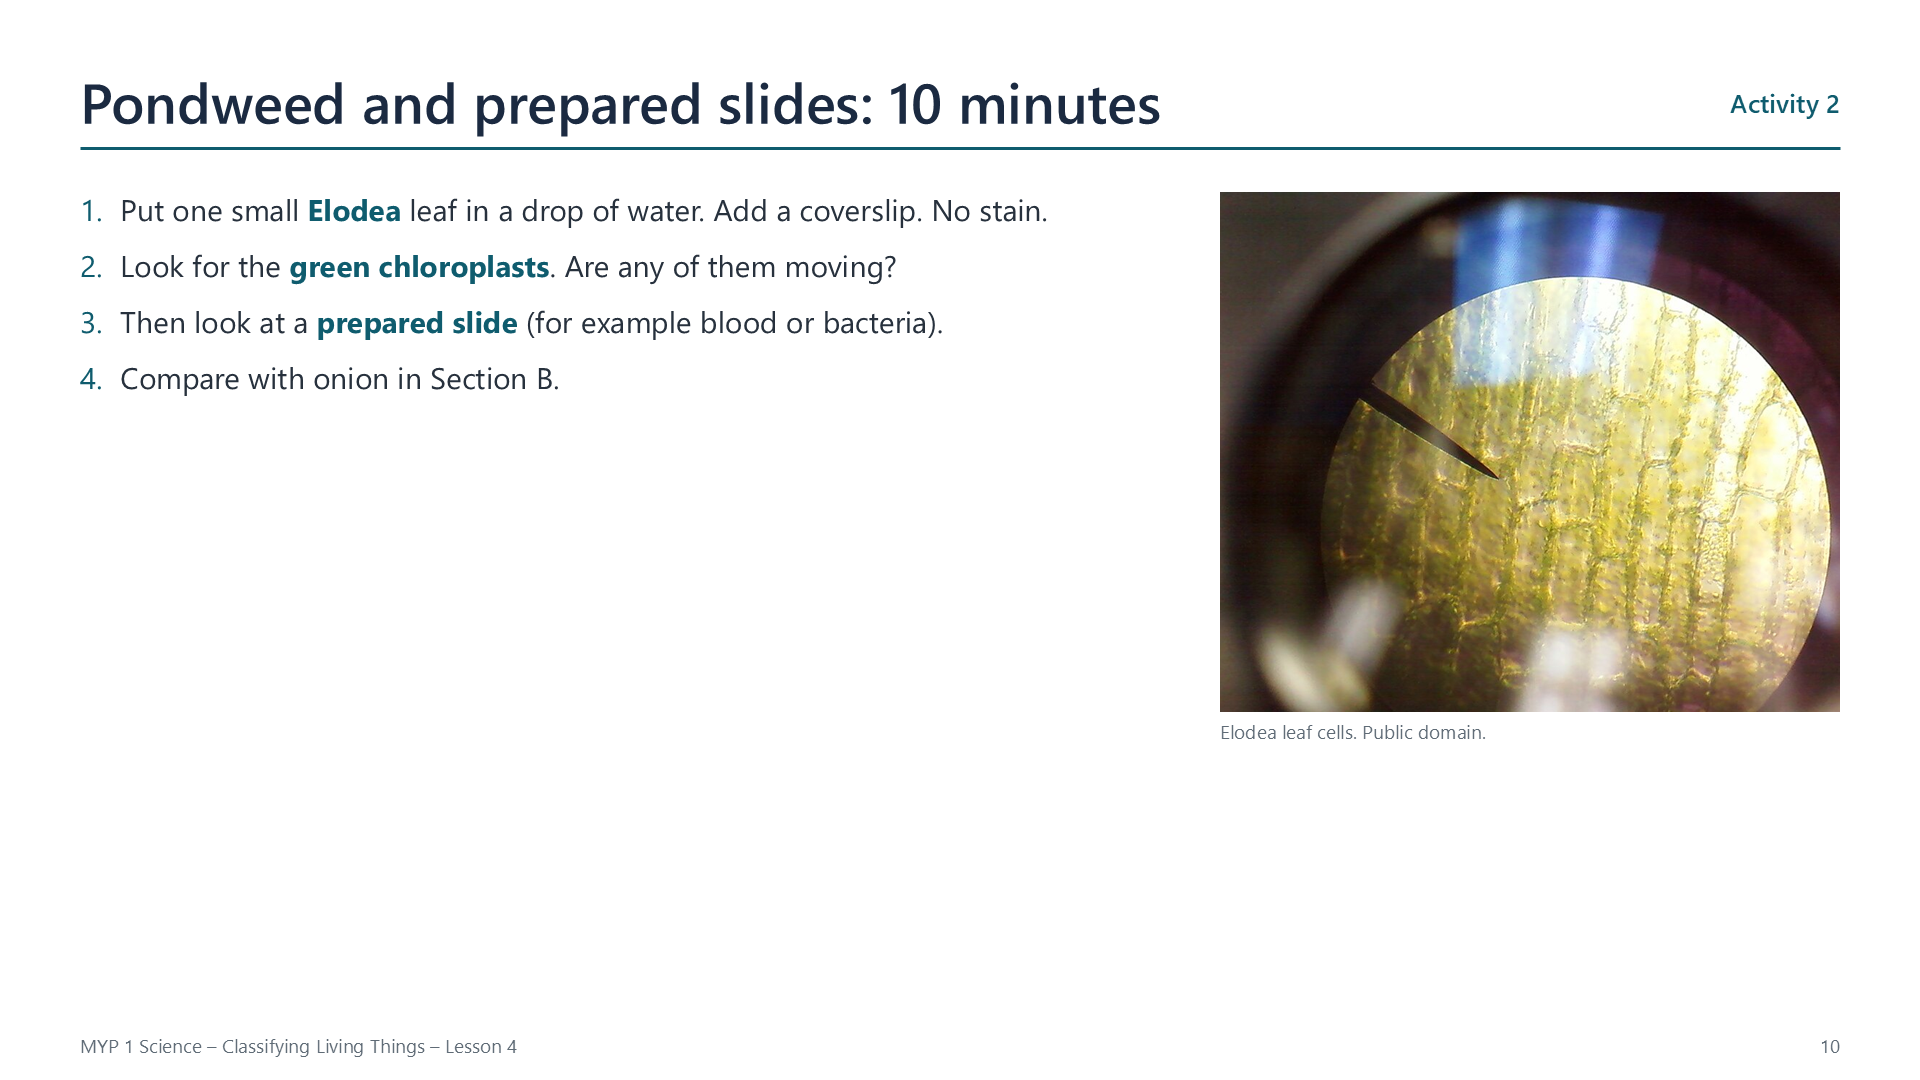 Pondweed and prepared slides: 10 minutes
Activity 2
1. Put one small Elodea leaf in a drop of water. Add a coverslip. No stain.
2. Look for the green chloroplasts. Are any of them moving?
3. Then look at a prepared slide (for example blood or bacteria).
4. Compare with onion in Section B.
Elodea leaf cells. Public domain.
MYP 1 Science – Classifying Living Things – Lesson 4
10